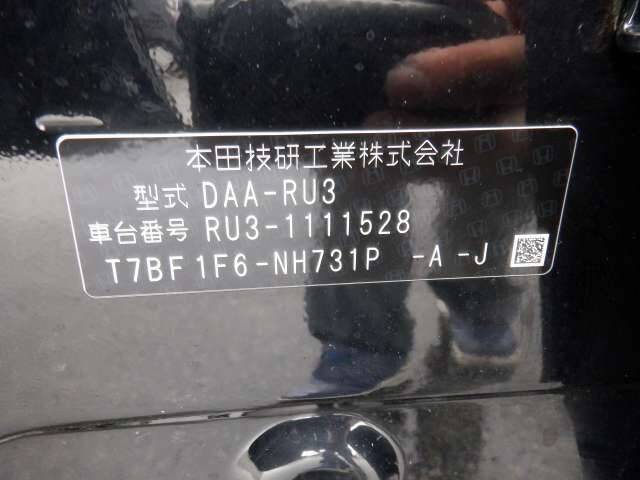 本田技研工業株式会社
型式 DAA-RU3
車台番号 RU3-1111528
T7BF1F6-NH731P -A -J